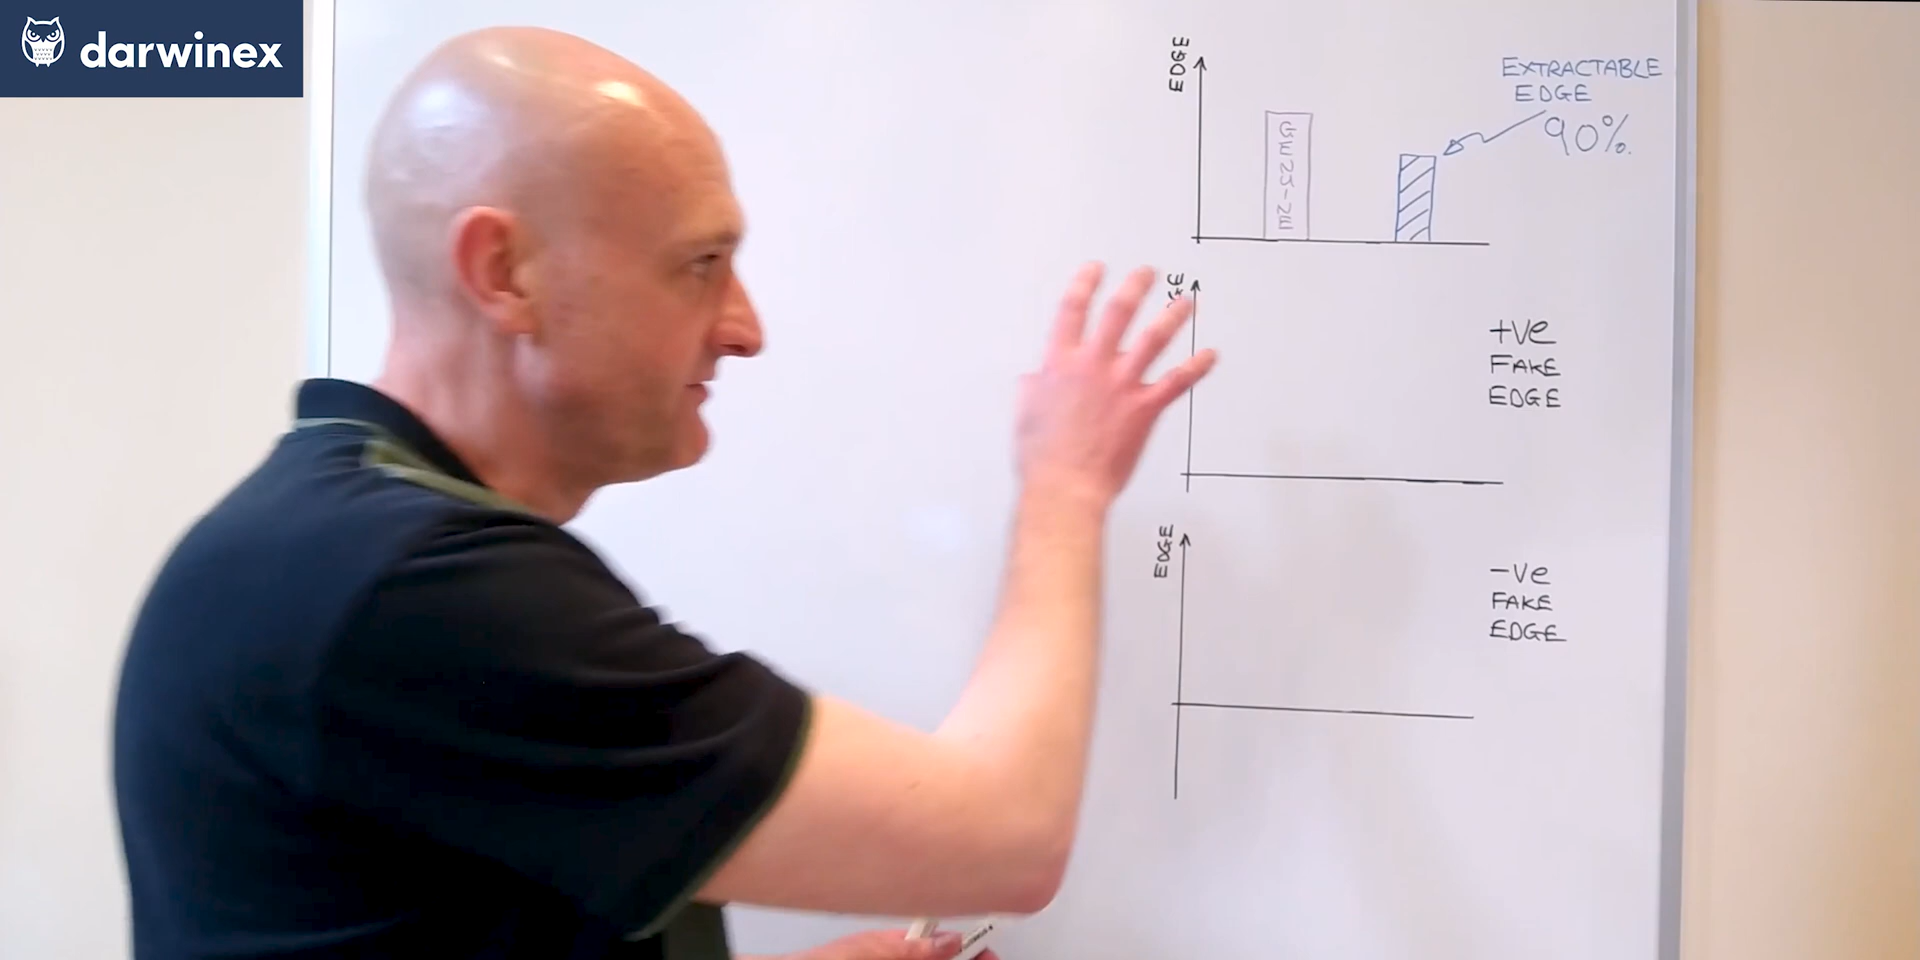 darwinex
EDGE
GENUINE
EXTRACTABLE
EDGE
90%.
+ve
FAKE
EDGE
EDGE
-ve
FAKE
EDGE